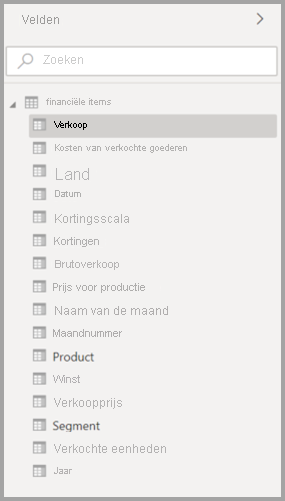 Velden
Zoeken
financiële items
Verkoop
Kosten van verkochte goederen
Land
Datum
Kortingsscala
Kortingen
Brutoverkoop
Prijs voor productie
Naam van de maand
Maandnummer
Product
Winst
Verkoopprijs
Segment
Verkochte eenheden
Jaar